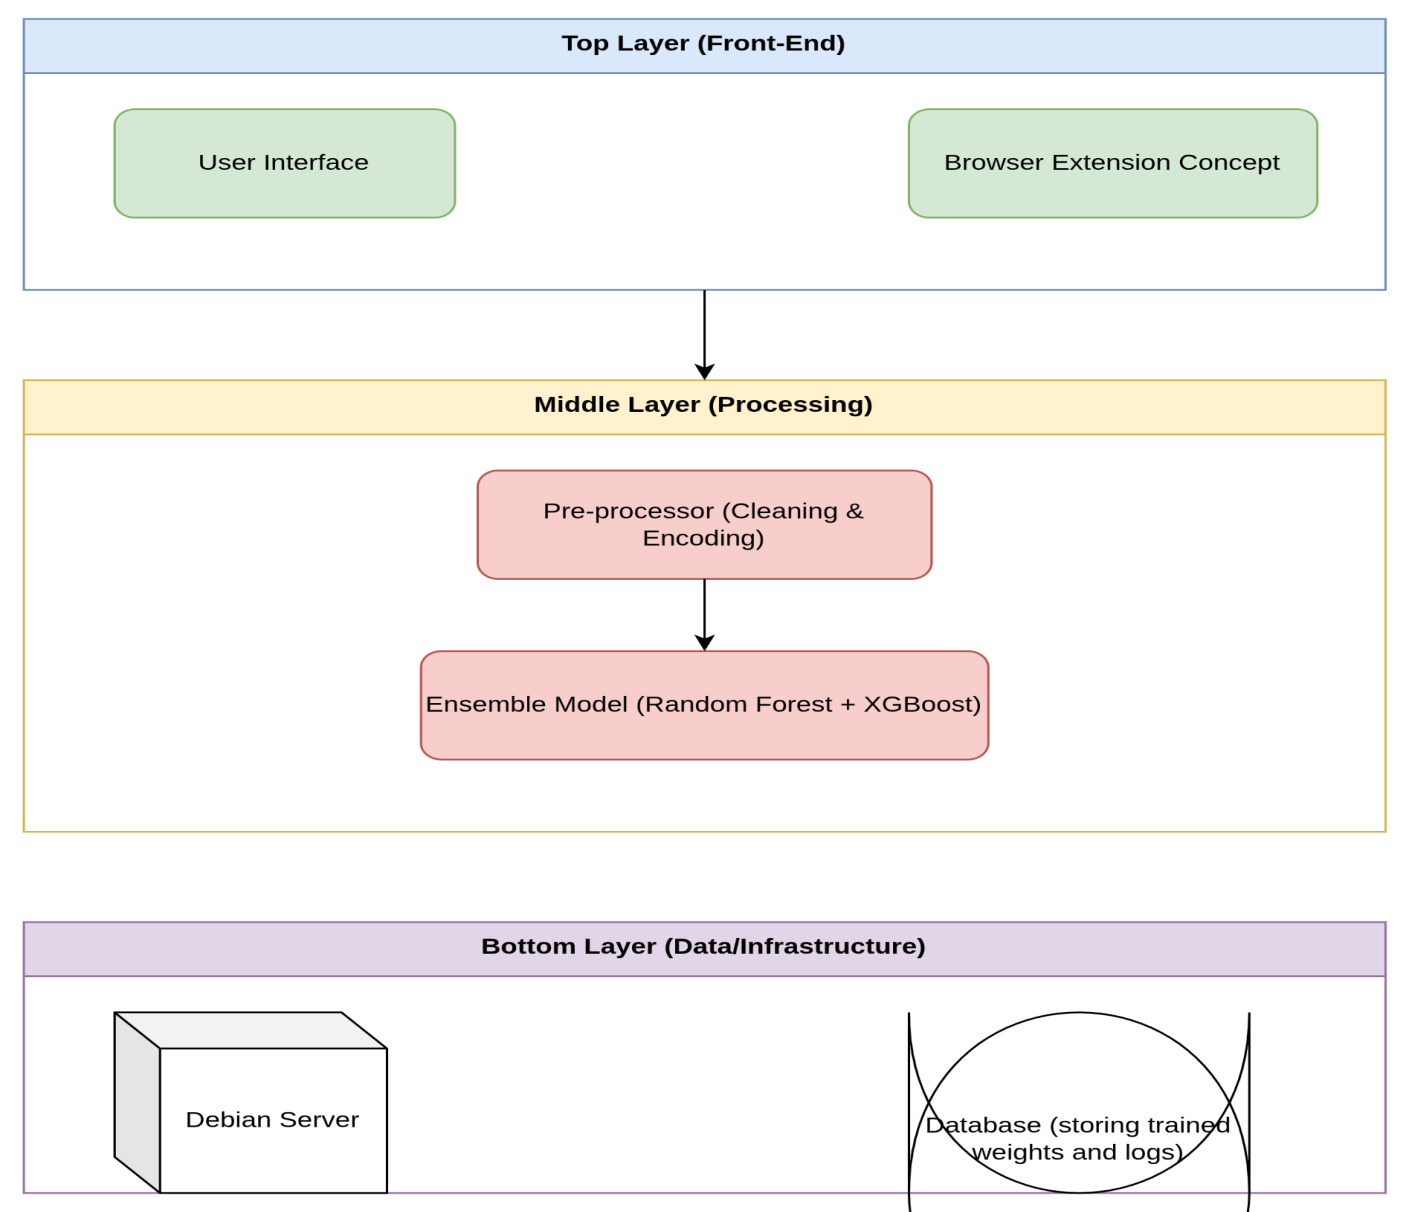 Top Layer (Front-End)
User Interface
Browser Extension Concept
Middle Layer (Processing)
Pre-processor (Cleaning &
Encoding)
Ensemble Model (Random Forest + XGBoost)
Bottom Layer (Data/Infrastructure)
Debian Server
Database (storing trained
weights and logs)